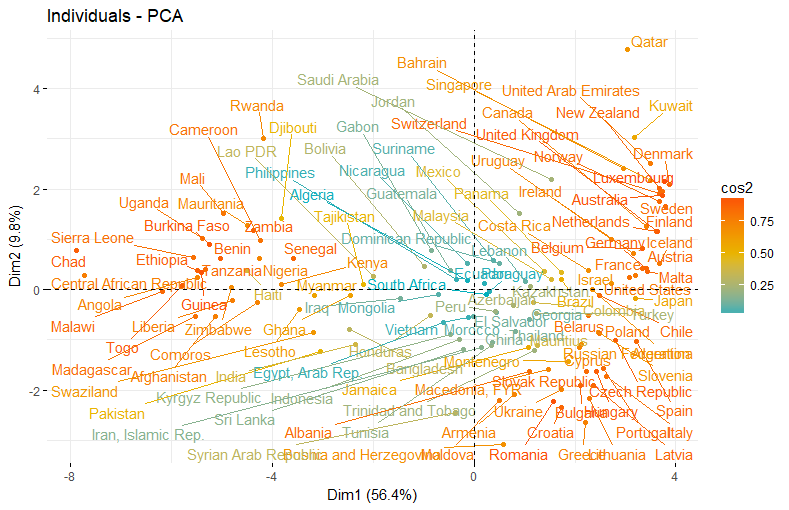 Individuals - PCA
Qatar
Bahrain
Saudi Arabia
Singapore
United Arab Emirates
Rwanda
Jordan
Canada
New Zealand
Kuwait
Cameroon
Djibouti
Gabon
Switzerland
United Kingdom
Lao PDR
Bolivia
Suriname
Uruguay
Norway
Denmark
Mali
Philippines
Nicaragua
Mexico
Luxembourg
Uganda
Mauritania
Algeria
Guatemala
Panama
Ireland
Australia
Burkina Faso
Zambia
Tajikistan
Malaysia
Costa Rica
Netherlands
Sweden
Finland
Sierra Leone
Benin
Senegal
Dominican Republic
Lebanon
Belgium
Germany
Iceland
Chad
Ethiopia
Tanzania
Nigeria
Kenya
Ecuador
Paraguay
France
Austria
Central African Republic
Myanmar
South Africa
Israel
Malta
Angola
Guinea
Haiti
Iraq
Mongolia
Peru
Azerbaijan
Kazakhstan
Brazil
United States
Japan
Malawi
Liberia
Zimbabwe
Ghana
Vietnam
Morocco
El Salvador
Georgia
Colombia
Turkey
Togo
Comoros
Lesotho
Honduras
China
Thailand
Mauritius
Belarus
Poland
Chile
Madagascar
Afghanistan
India
Egypt, Arab Rep.
Bangladesh
Montenegro
Cyprus
Russian Federation
Argentina
Slovenia
Swaziland
Kyrgyz Republic
Indonesia
Jamaica
Macedonia, FYR
Slovak Republic
Czech Republic
Pakistan
Sri Lanka
Trinidad and Tobago
Ukraine
Bulgaria
Hungary
Spain
Iran, Islamic Rep.
Albania
Tunisia
Armenia
Croatia
Portugal
Italy
Syrian Arab Republic
Bosnia and Herzegovina
Moldova
Romania
Greece
Lithuania
Latvia
4
2
0
-2
-8
-4
0
4
Dim1 (56.4%)
Dim2 (9.8%)
cos2
0.75
0.50
0.25